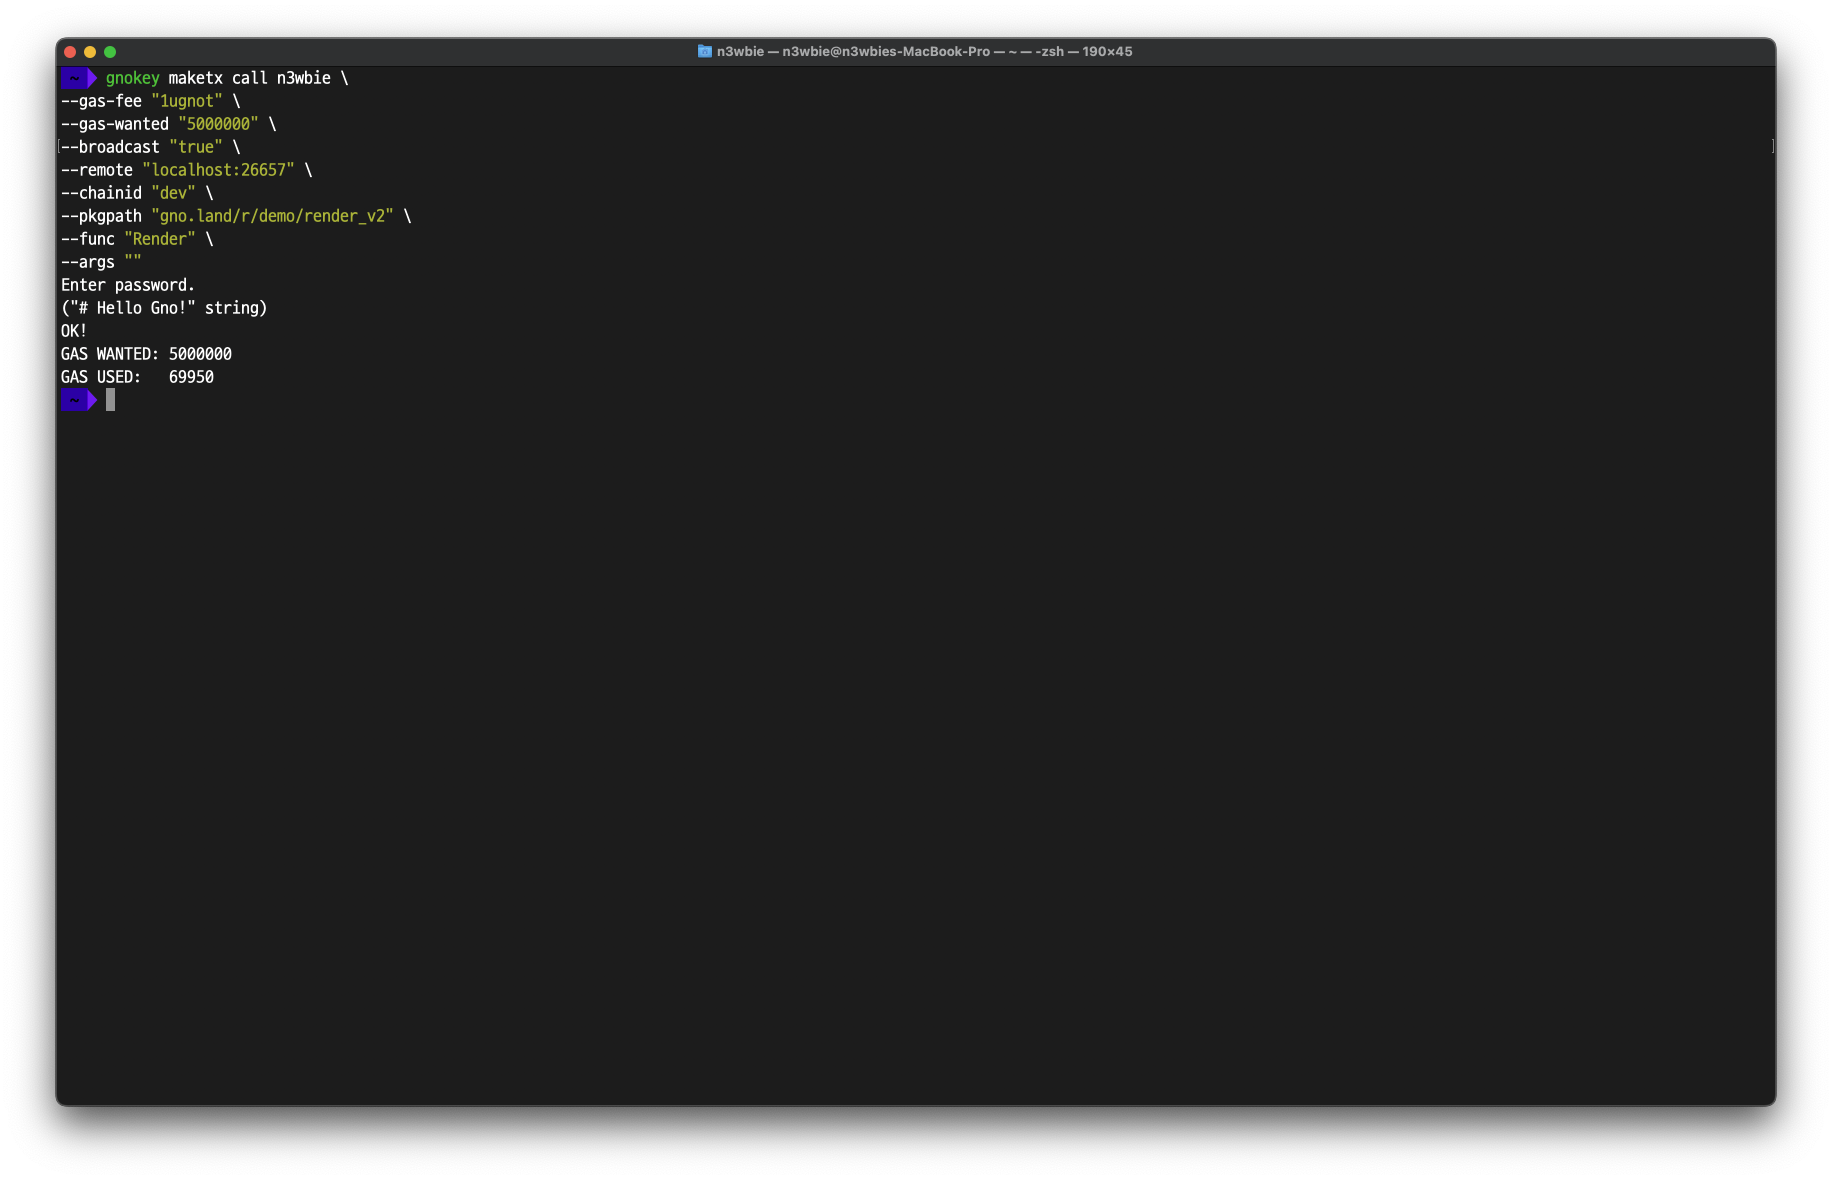 n3wbie — n3wbie@n3wbies-MacBook-Pro — ~ — -zsh — 190×45
~ gnokey maketx call n3wbie \
--gas-fee "1ugnot" \
--gas-wanted "5000000" \
--broadcast "true" \
--remote "localhost:26657" \
--chainid "dev" \
--pkgpath "gno.land/r/demo/render_v2" \
--func "Render" \
--args ""
Enter password.
("# Hello Gno!" string)
OK!
GAS WANTED: 5000000
GAS USED:   69950
~